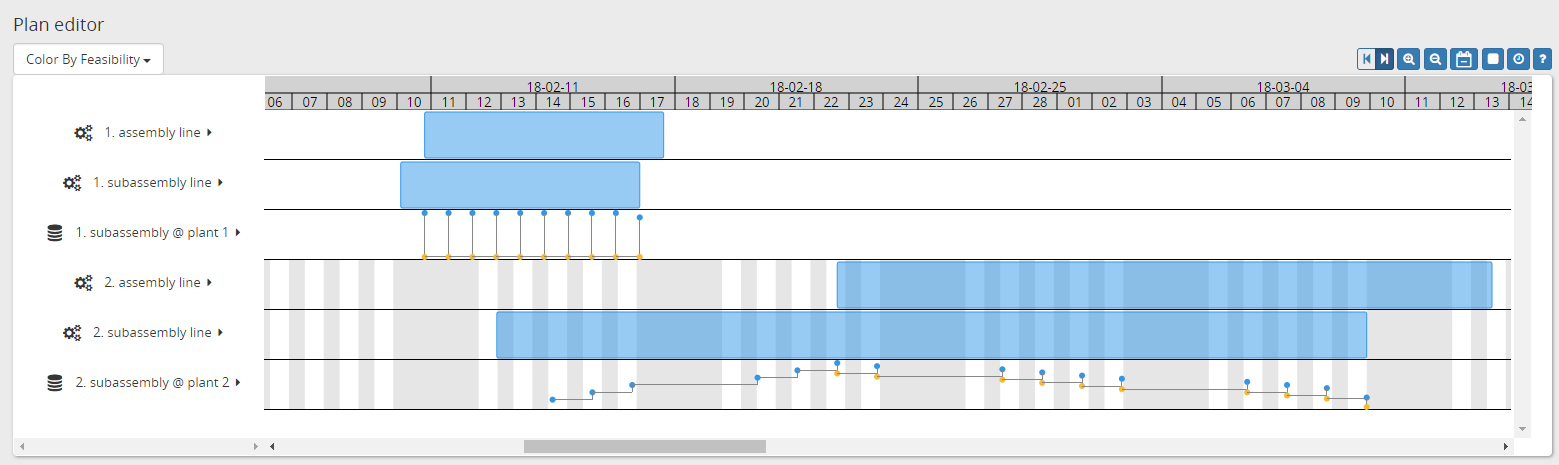 Plan editor
Color By Feasibility
?
18-02-11 18-02-18 18-02-25 18-03-04 18-03
06 07 08 09 10 11 12 13 14 15 16 17 18 19 20 21 22 23 24 25 26 27 28 01 02 03 04 05 06 07 08 09 10 11 12 13 14
1. assembly line
1. subassembly line
1. subassembly @ plant 1
2. assembly line
2. subassembly line
2. subassembly @ plant 2